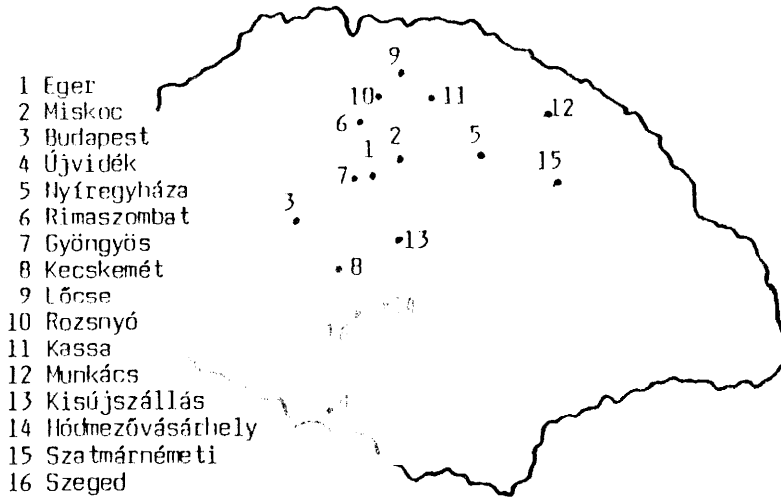 1 Eger
2 Miskoc
3 Budapest
4 Újvidék
5 Nyíregyháza
6 Rimaszombat
7 Gyöngyös
8 Kecskemét
9 Lőcse
10 Rozsnyó
11 Kassa
12 Munkács
13 Kisújszállás
14 Hódmezővásárhely
15 Szatmárnémeti
16 Szeged
9
10
11
12
6
1
2
5
15
7
3
13
8
4